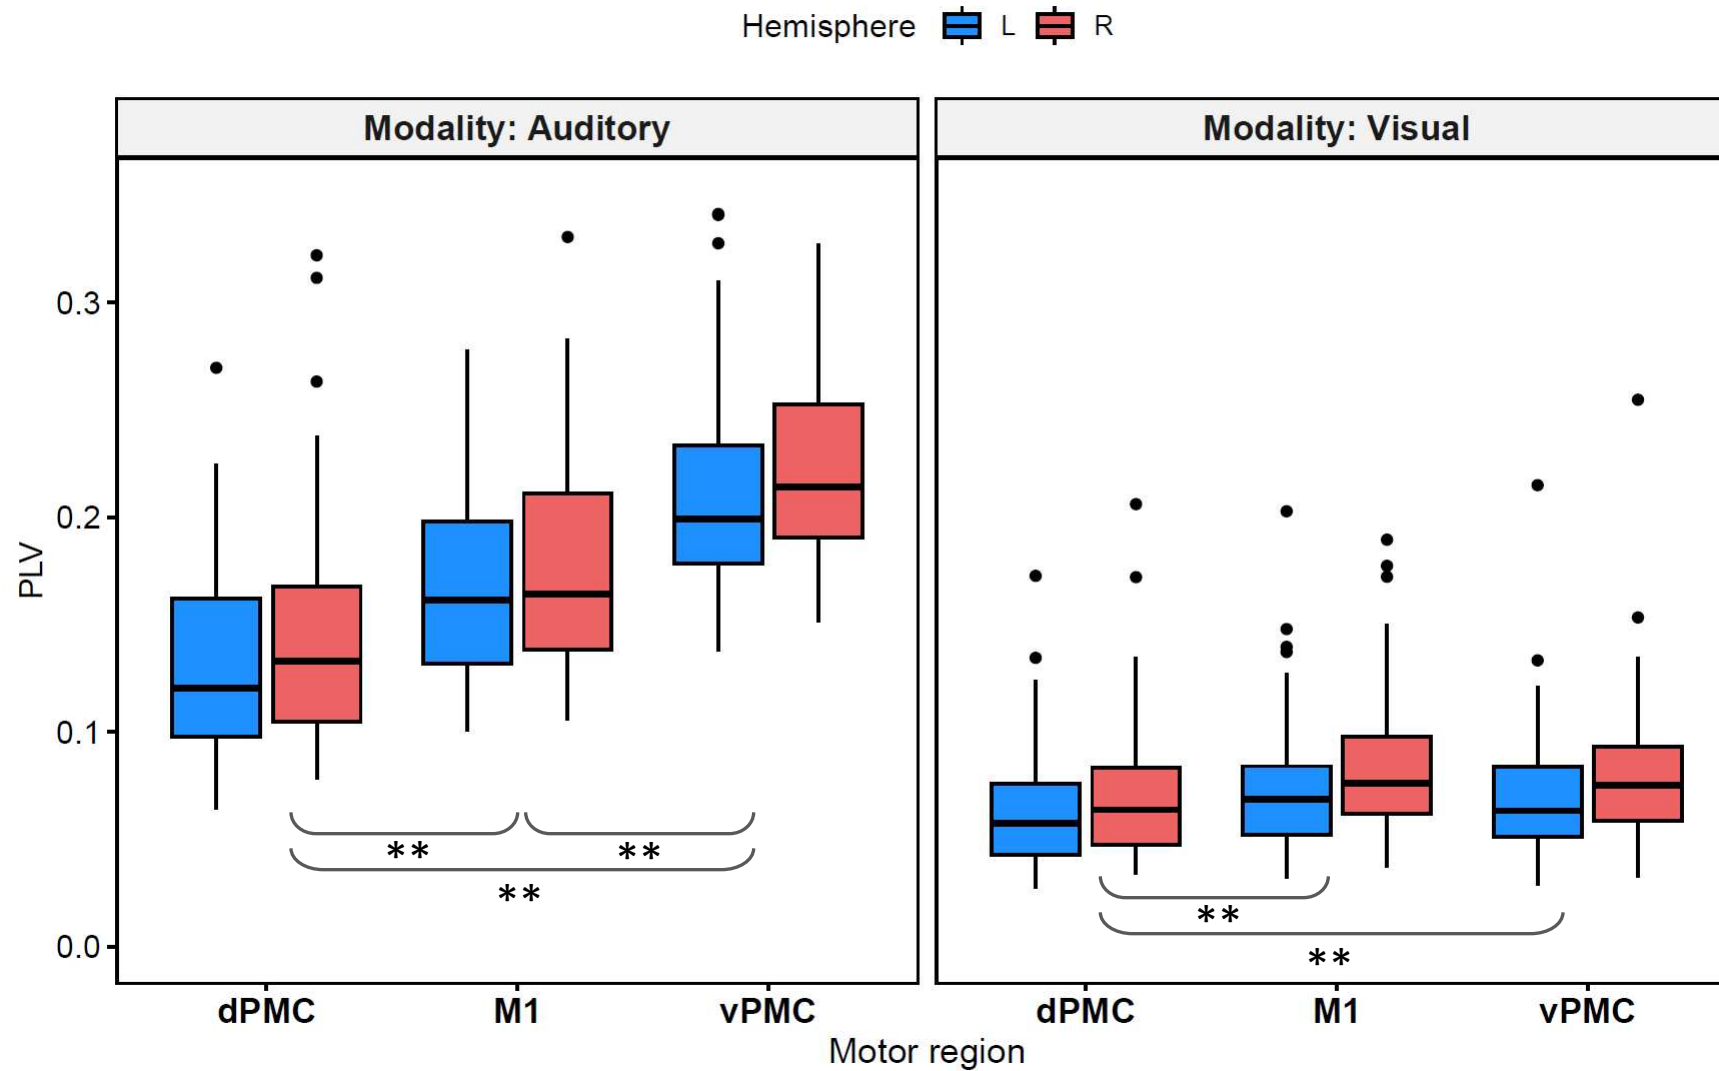 Hemisphere L R
Modality: Auditory Modality: Visual
PLV
0.3
0.2
0.1
0.0
** **
**
**
**
dPMC M1 vPMC dPMC M1 vPMC
Motor region